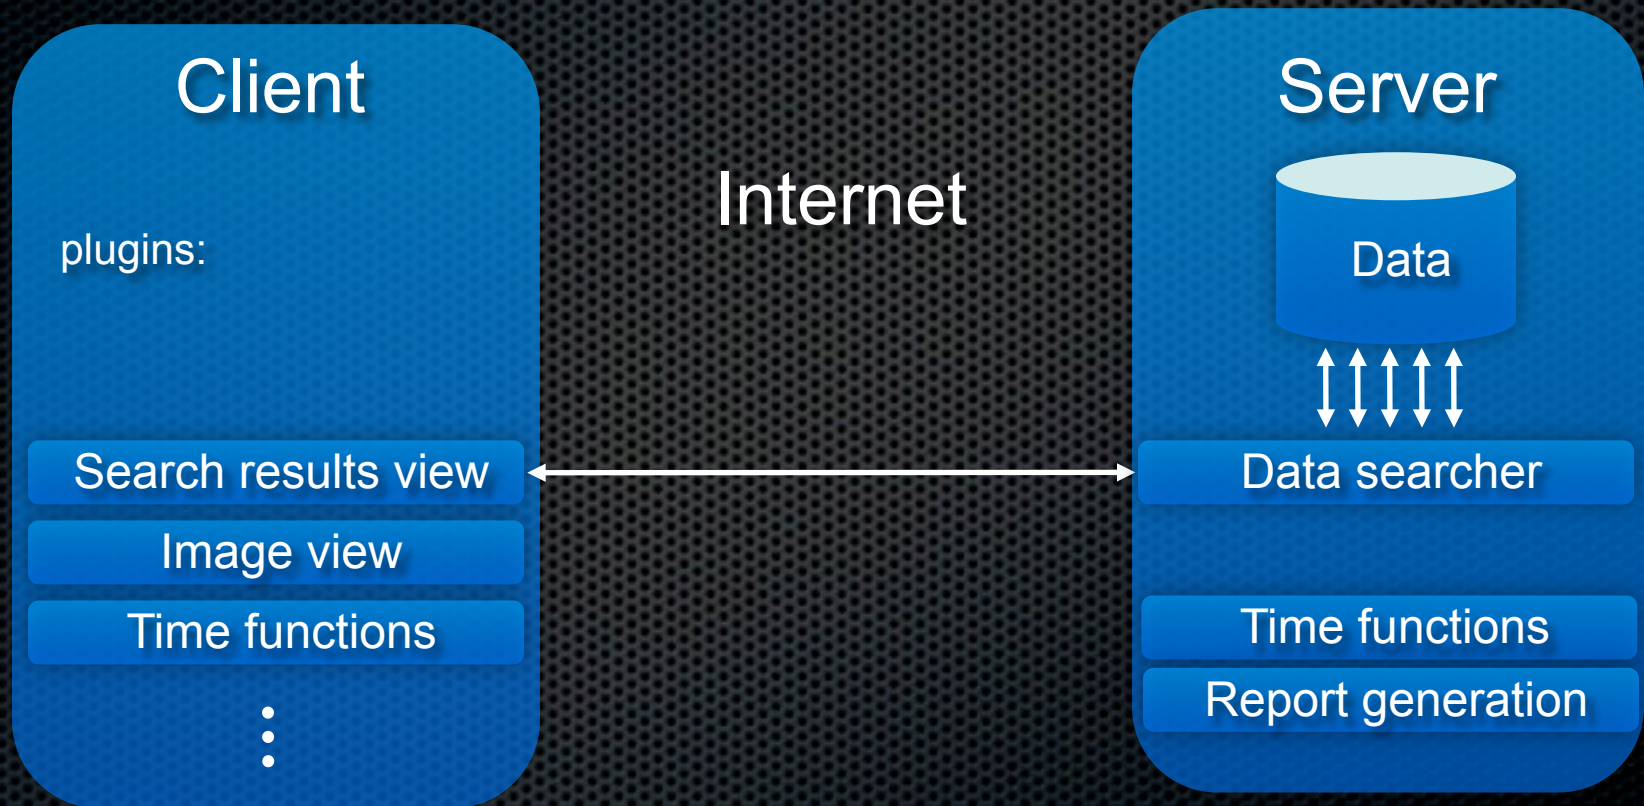 Client
plugins:
Search results view
Image view
Time functions
Internet
Server
Data
Data searcher
Time functions
Report generation